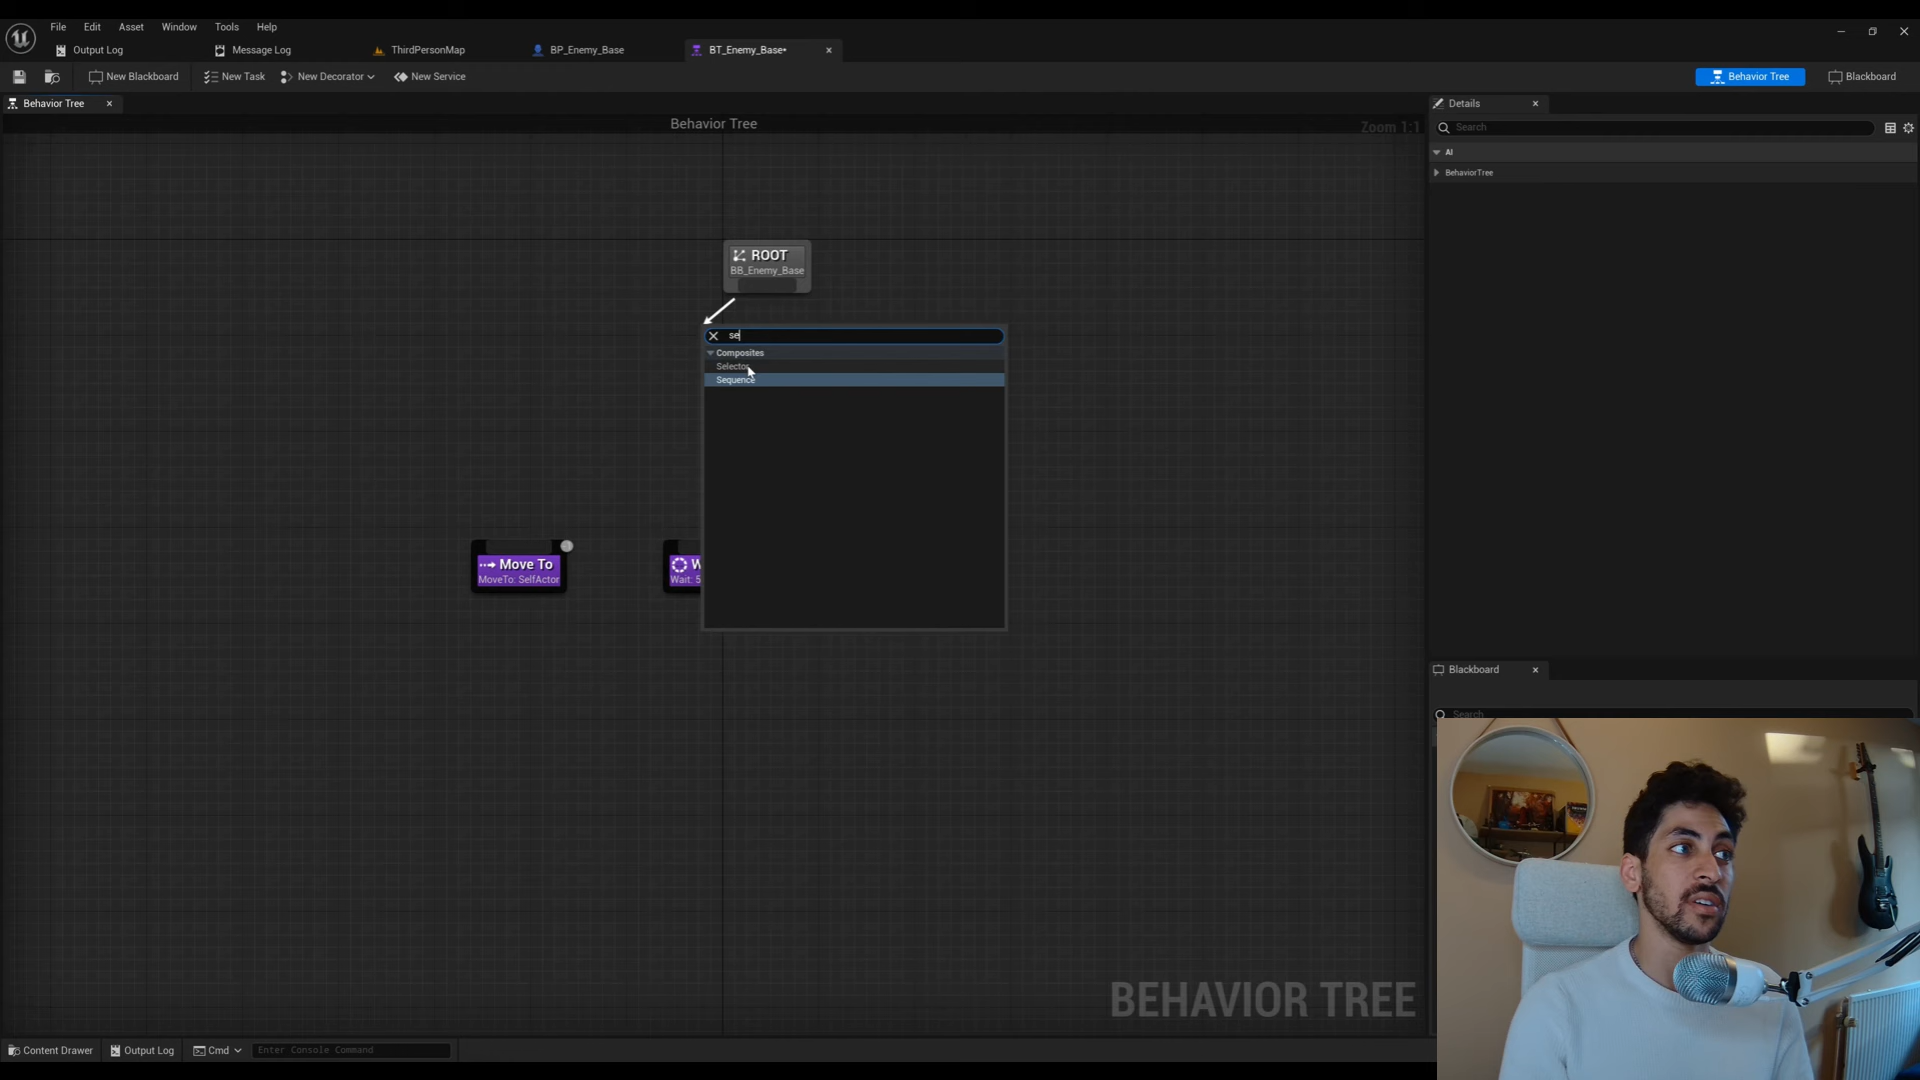 File Edit Asset Window Tools Help
Output Log Message Log ThirdPersonMap BP_Enemy_Base BT_Enemy_Base*
New Blackboard New Task New Decorator New Service Behavior Tree Blackboard
Behavior Tree Details
Behavior Tree
Zoom 1:1
Search
AI
BehaviorTree
ROOT
BB_Enemy_Base
se
Composites
Selector
Sequence
Move To
MoveTo: SelfActor
W
Wait: 5
Blackboard
Search
BEHAVIOR TREE
Content Drawer Output Log Cmd Enter Console Command